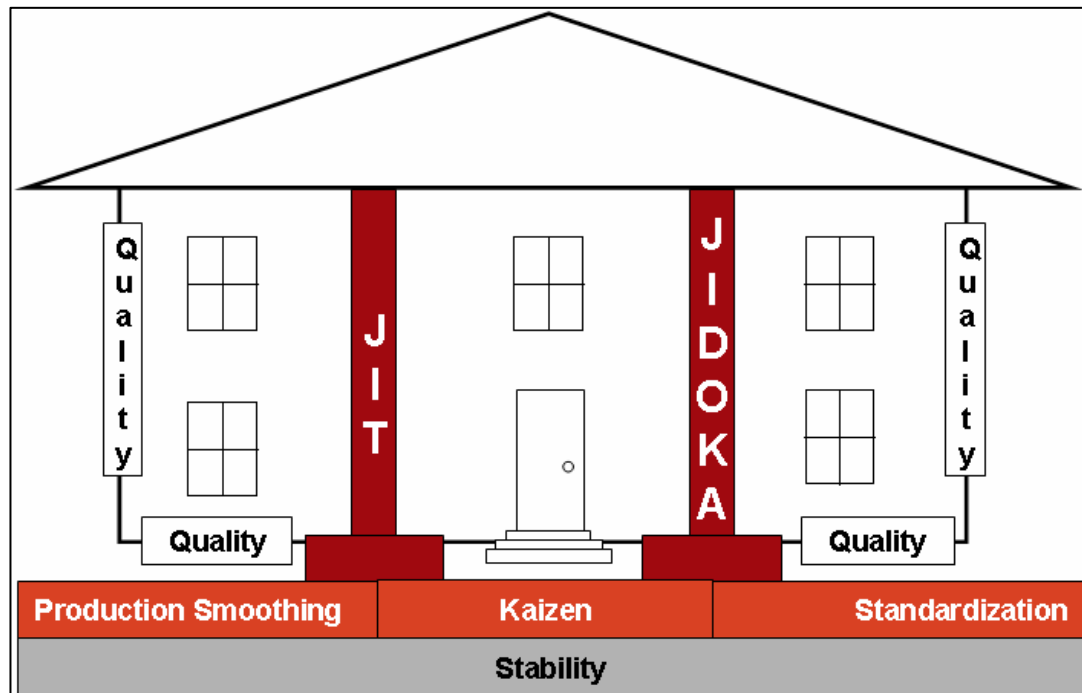 Quality
JIT
JIDOKA
Quality
Quality
Quality
Production Smoothing
Kaizen
Standardization
Stability